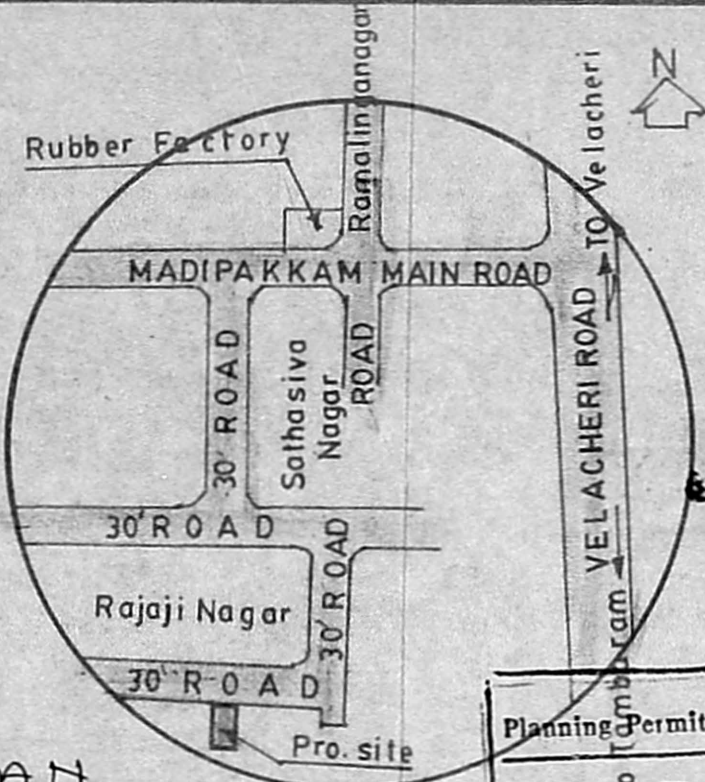 N
Ramalinganagar
TO Velacheri
Rubber Factory
MADIPAKKAM MAIN ROAD
30' ROAD
Sathasiva
Nagar
ROAD
VELACHERI ROAD
30' ROAD
30' ROAD
Rajaji Nagar
30' ROAD
Tambaram
Planning Permit
Pro. site